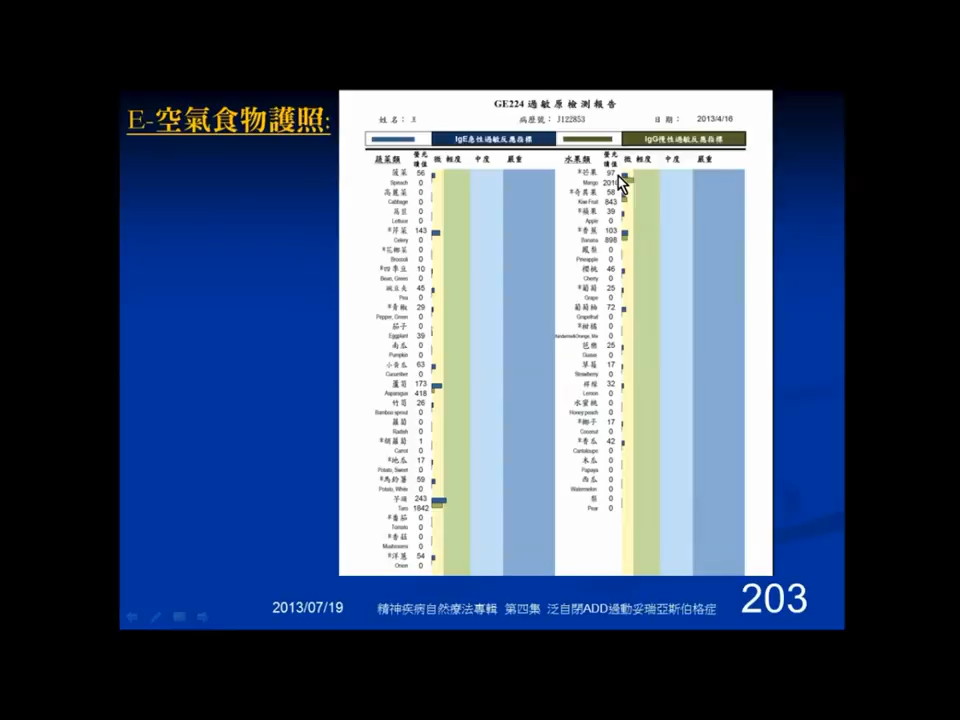 E-空氣食物護照:
GE224 過敏原檢測報告
姓名: 王 病歷號: J122853 日期: 2013/4/16
IgE急性過敏反應指標 IgG慢性過敏反應指標
蔬菜類 螢光讀值 微 輕度 中度 嚴重 水果類 螢光讀值 微 輕度 中度 嚴重
菠菜 56 *芒果 97
Spinach 0 Mango
高麗菜 0 *奇異果 58
Cabbage 0 Kiwi Fruit 843
萵苣 0 *蘋果 39
Lettuce 0 Apple 0
*芹菜 143 *香蕉 103
Celery 0 Banana 898
*花椰菜 0 鳳梨 0
Broccoli 0 Pineapple 0
*四季豆 10 櫻桃 46
Bean, Green 0 Cherry 0
豌豆夾 45 *葡萄 25
Pea 0 Grape 0
*青椒 29 葡萄柚 72
Pepper, Green 0 Grapefruit 0
茄子 0 *柑橘 0
Eggplant 39 0
南瓜 0 芭樂 25
Pumpkin 0 Guava 0
小黃瓜 63 草莓 17
Cucumber 0 Strawberry 0
蘆筍 173 檸檬 32
Asparagus 418 Lemon 0
竹筍 26 水蜜桃 0
Bamboo sprout 0 Honey peach 0
蘿蔔 0 *椰子 17
Radish 0 Coconut 0
*胡蘿蔔 1 *香瓜 42
Carrot 0 Cantaloupe 0
*地瓜 17 木瓜 0
Potato, Sweet 0 Papaya 0
*馬鈴薯 59 西瓜 0
Potato, White 0 Watermelon 0
芋頭 243 梨 0
Taro 1842 Pear 0
*番茄 0
Tomato 0
*香菇 0
Mushrooms 0
*洋蔥 54
Onion 0
2013/07/19 精神疾病自然療法專輯 第四集 泛自閉ADD過動妥瑞亞斯伯格症 203